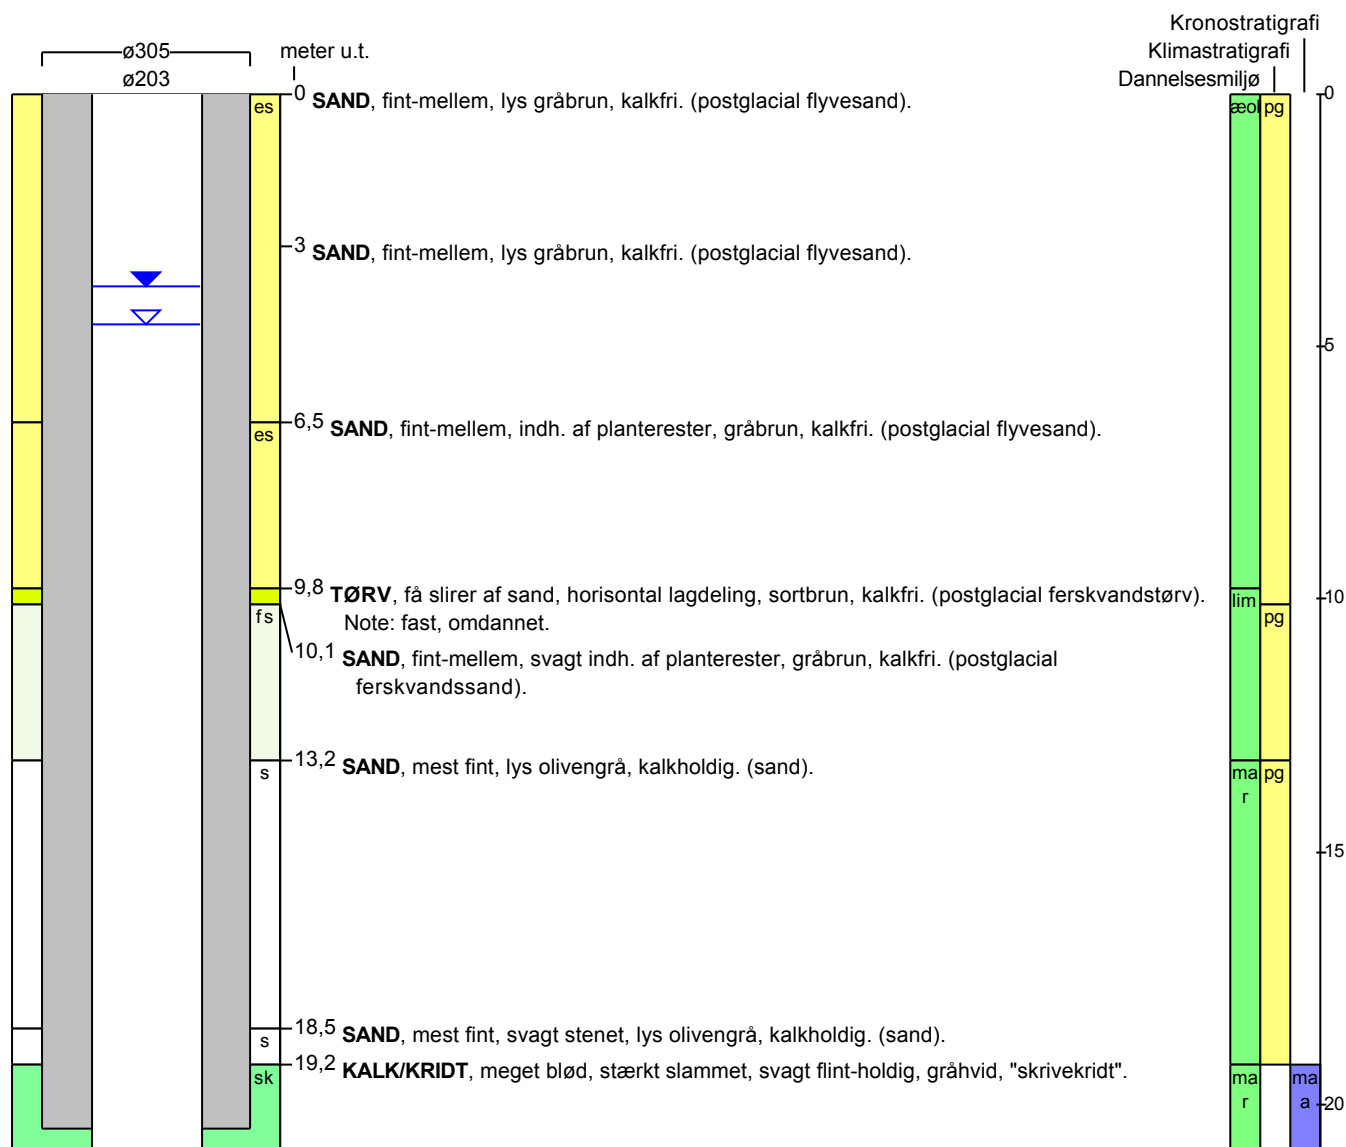 Kronostratigrafi
Klimastratigrafi
Dannelsesmiljø
ø305
meter u.t.
ø203
0 SAND, fint-mellem, lys gråbrun, kalkfri. (postglacial flyvesand).
es
æol pg
0
3 SAND, fint-mellem, lys gråbrun, kalkfri. (postglacial flyvesand).
5
6,5 SAND, fint-mellem, indh. af planterester, gråbrun, kalkfri. (postglacial flyvesand).
es
9,8 TØRV, få slirer af sand, horisontal lagdeling, sortbrun, kalkfri. (postglacial ferskvandstørv).
Note: fast, omdannet.
lim
10
fs
pg
10,1 SAND, fint-mellem, svagt indh. af planterester, gråbrun, kalkfri. (postglacial
ferskvandssand).
13,2 SAND, mest fint, lys olivengrå, kalkholdig. (sand).
s
ma pg
r
15
18,5 SAND, mest fint, svagt stenet, lys olivengrå, kalkholdig. (sand).
s
19,2 KALK/KRIDT, meget blød, stærkt slammet, svagt flint-holdig, gråhvid, "skrivekridt".
sk
ma
r
ma
a
20